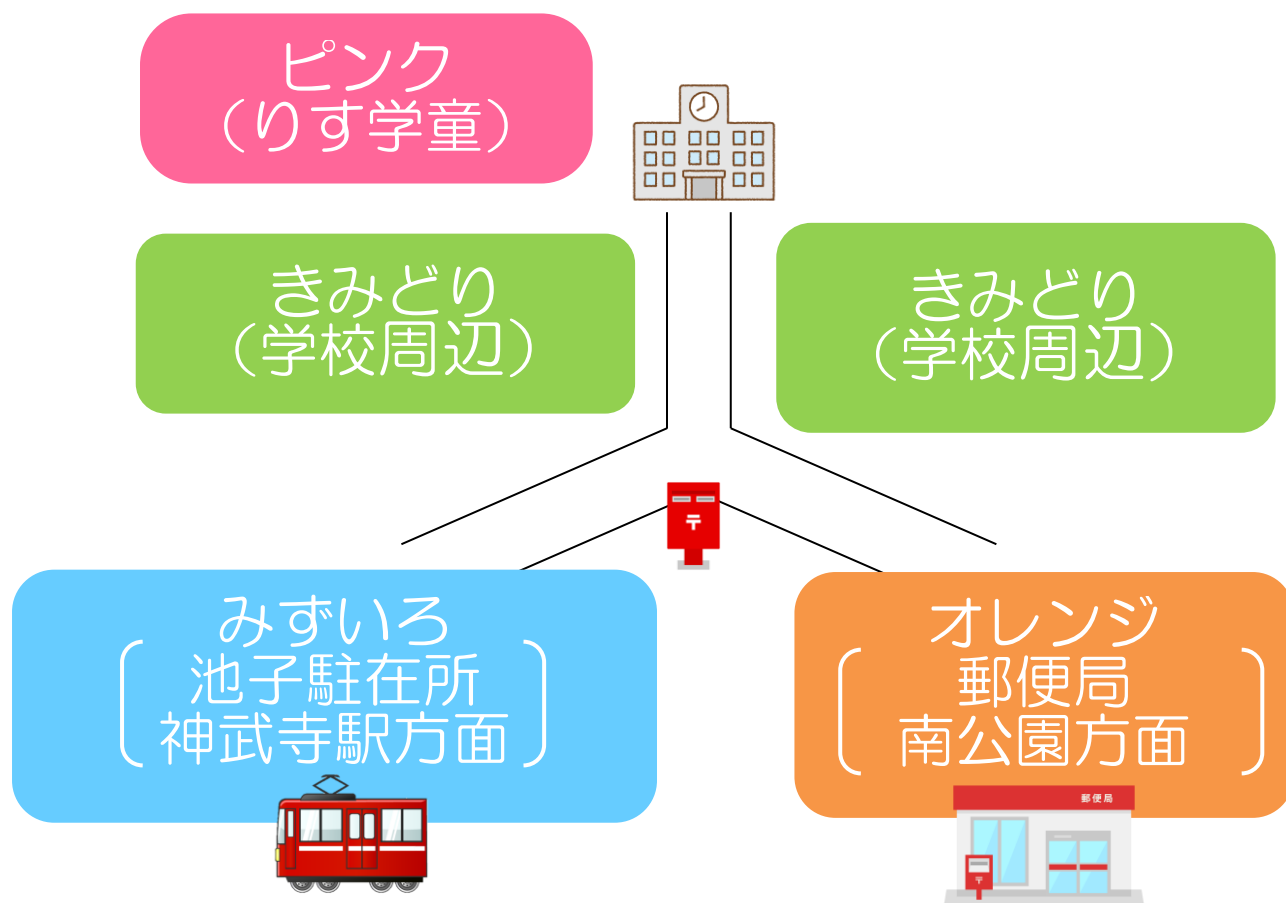 ピンク
（りす学童）
きみどり
（学校周辺）
きみどり
（学校周辺）
〒
みずいろ
池子駐在所
神武寺駅方面
オレンジ
郵便局
南公園方面
郵便局
〒